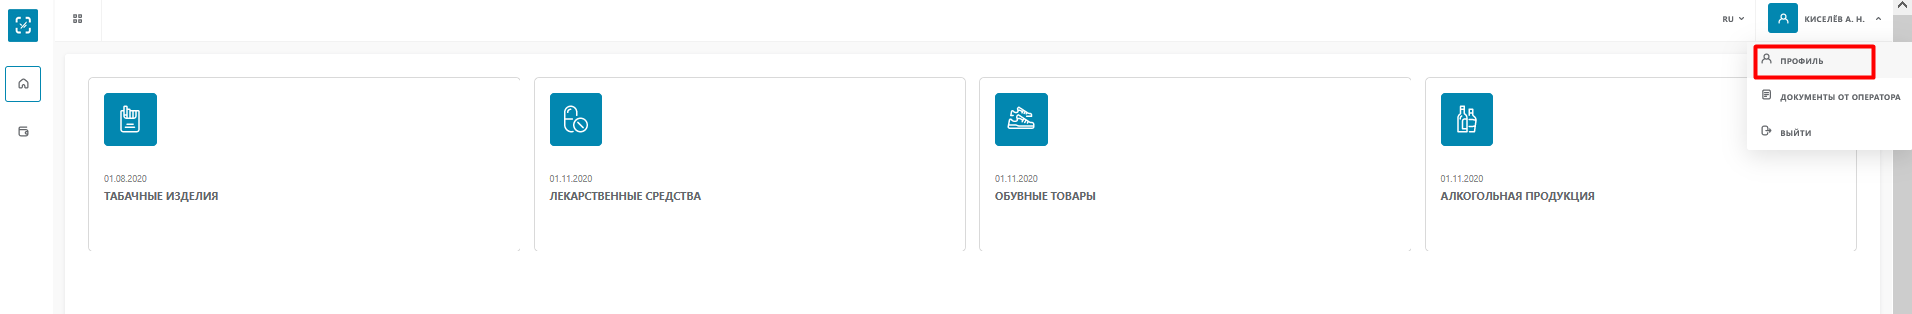 RU
КИСЕЛЁВ А. Н.
ПРОФИЛЬ
ДОКУМЕНТЫ ОТ ОПЕРАТОРА
ВЫЙТИ
01.08.2020
ТАБАЧНЫЕ ИЗДЕЛИЯ
01.11.2020
ЛЕКАРСТВЕННЫЕ СРЕДСТВА
01.11.2020
ОБУВНЫЕ ТОВАРЫ
01.11.2020
АЛКОГОЛЬНАЯ ПРОДУКЦИЯ